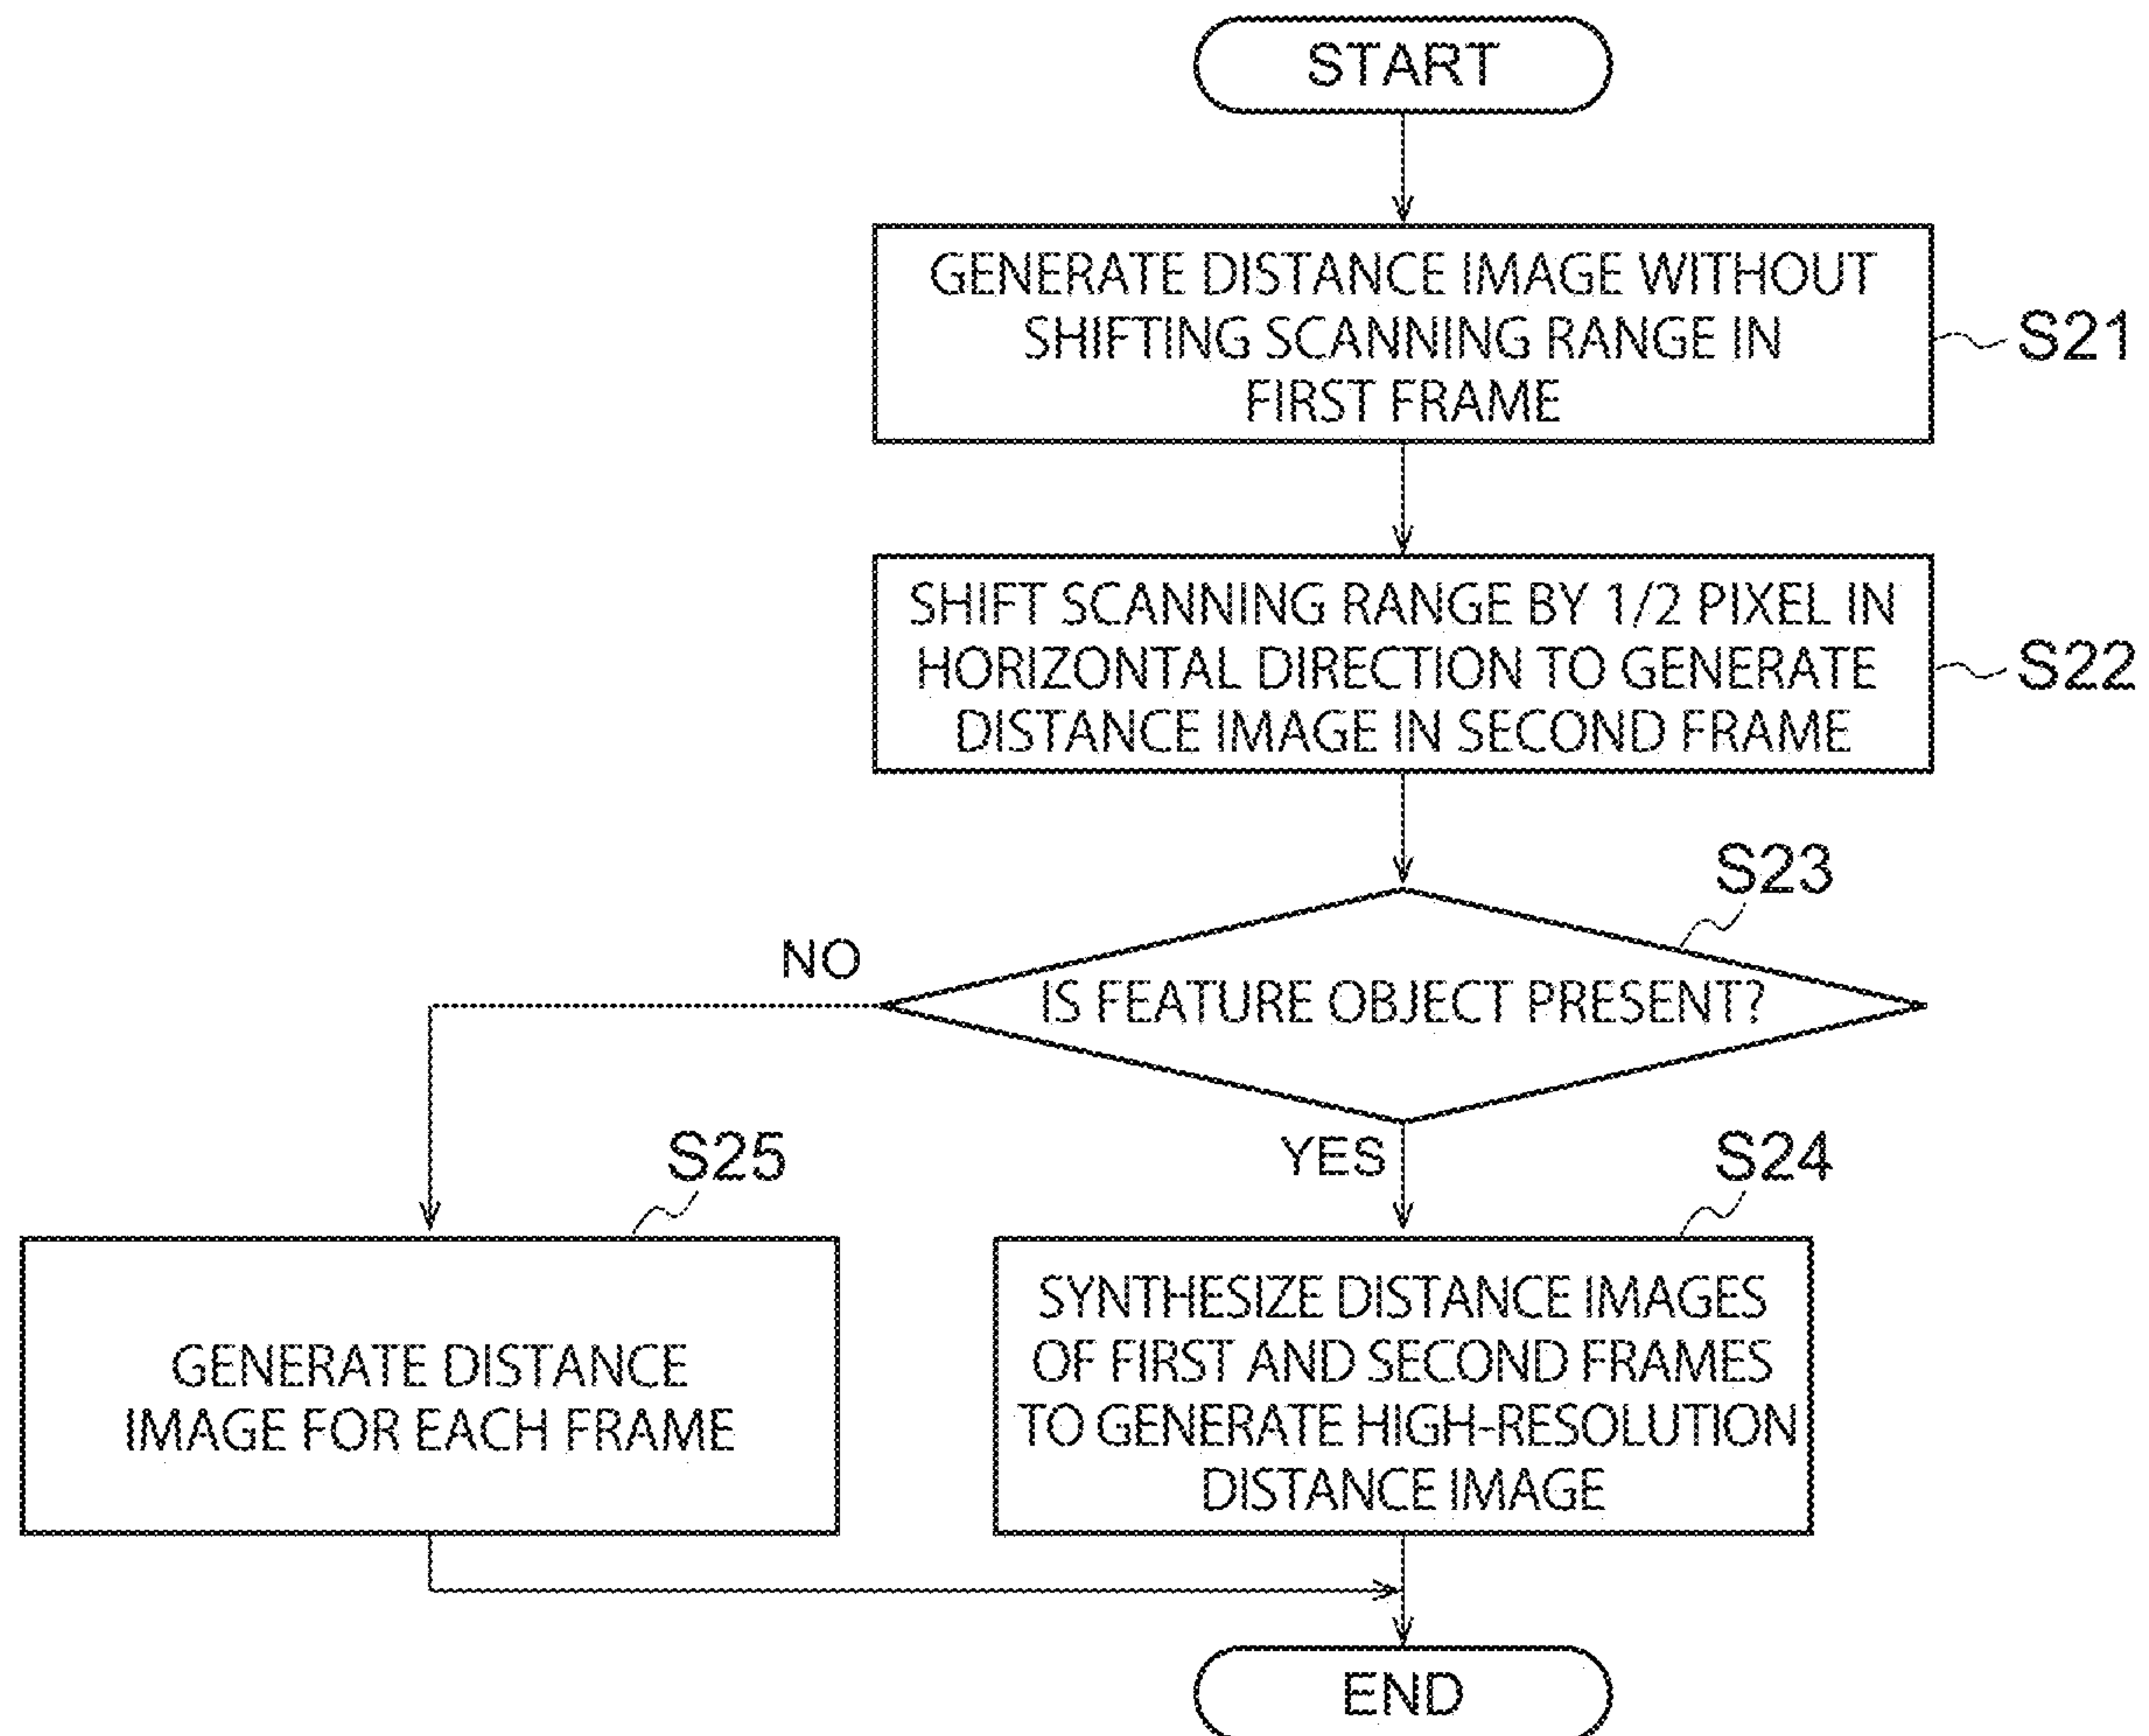 START
GENERATE DISTANCE IMAGE WITHOUT
SHIFTING SCANNING RANGE IN
FIRST FRAME
S21
SHIFT SCANNING RANGE BY 1/2 PIXEL IN
HORIZONTAL DIRECTION TO GENERATE
DISTANCE IMAGE IN SECOND FRAME
S22
S23
NO
IS FEATURE OBJECT PRESENT?
YES
S25
S24
GENERATE DISTANCE
IMAGE FOR EACH FRAME
SYNTHESIZE DISTANCE IMAGES
OF FIRST AND SECOND FRAMES
TO GENERATE HIGH-RESOLUTION
DISTANCE IMAGE
END